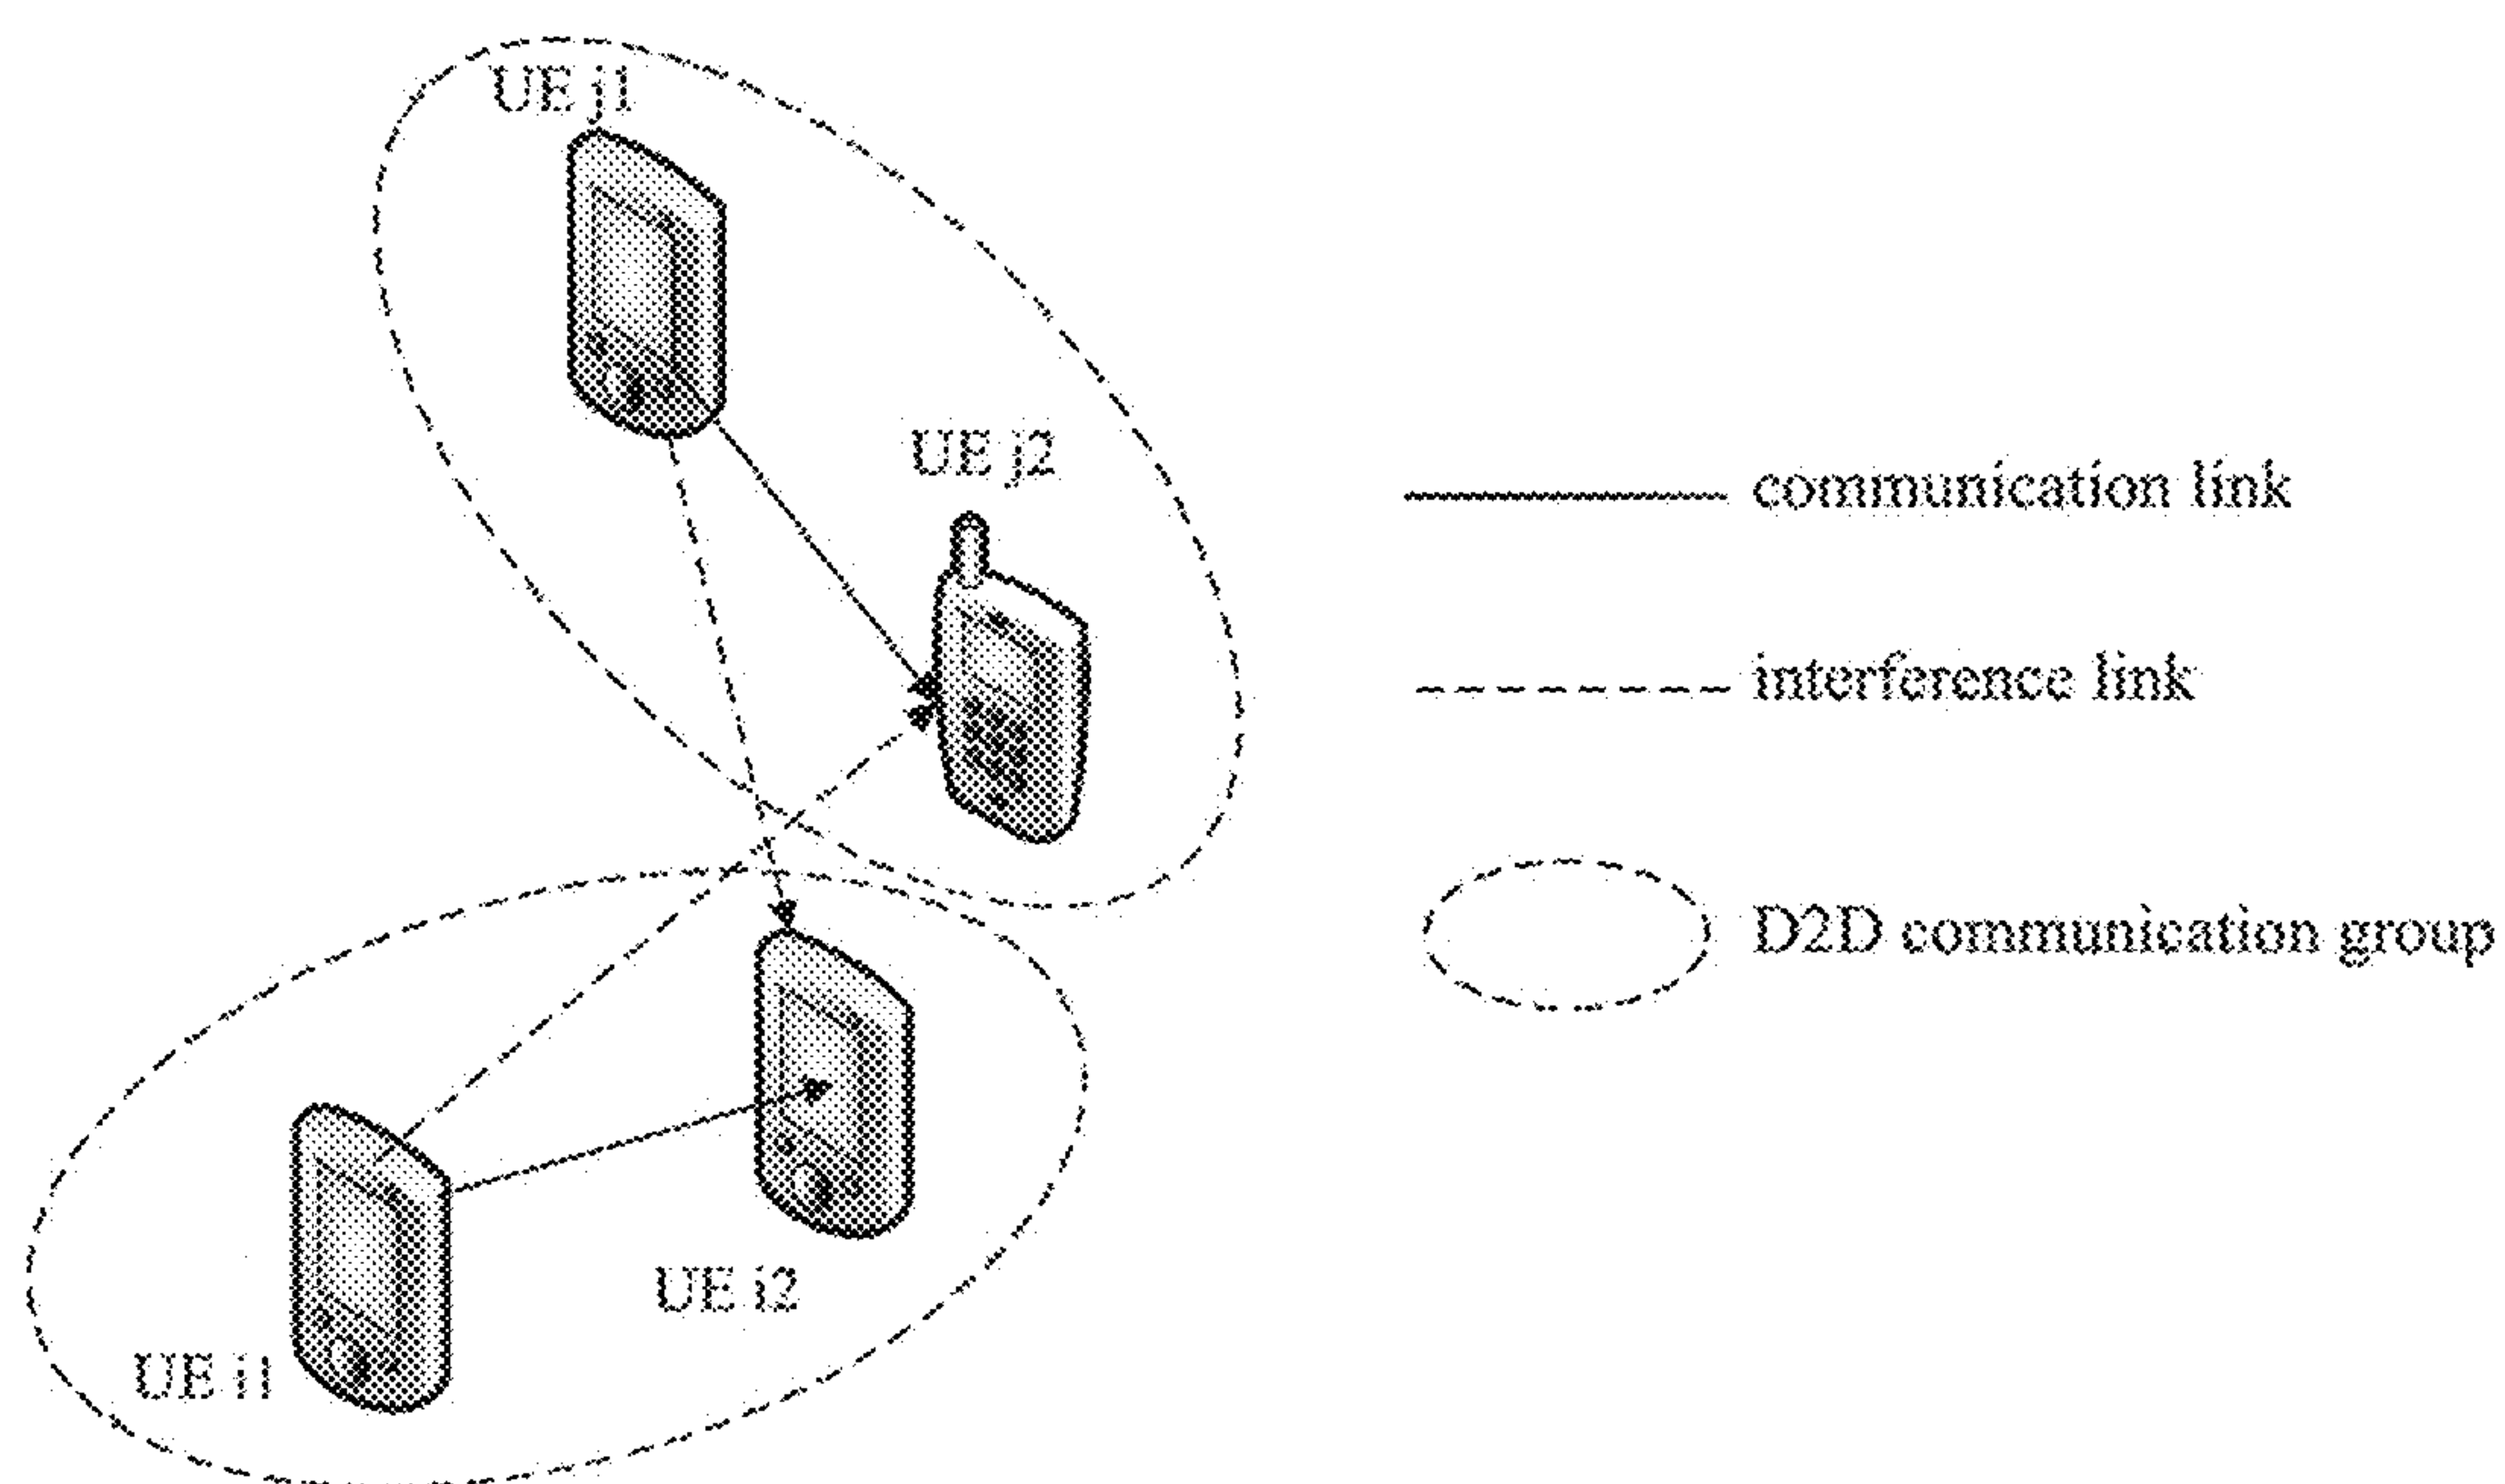 UE j1
UE j2
communication link
interference link
D2D communication group
UE i2
UE i1